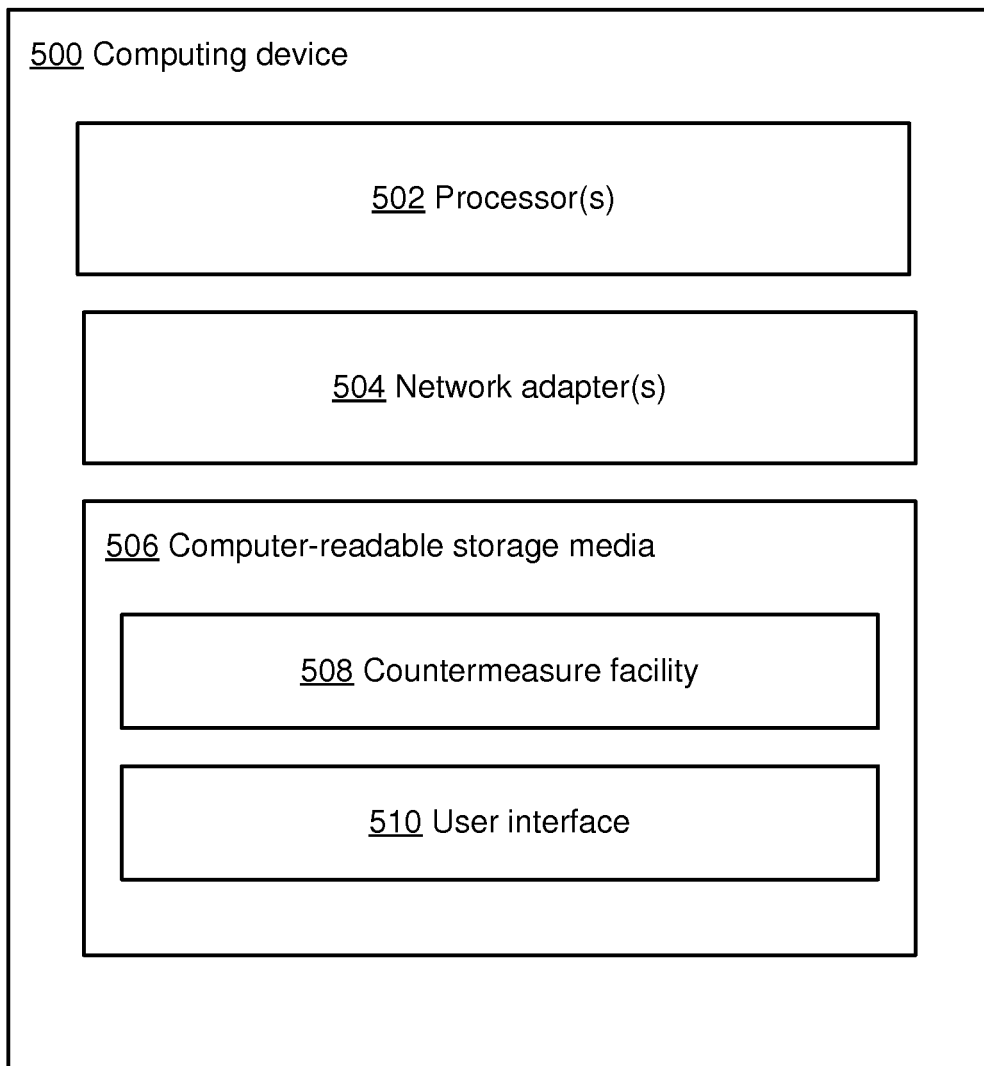 500 Computing device
502 Processor(s)
504 Network adapter(s)
506 Computer-readable storage media
508 Countermeasure facility
510 User interface